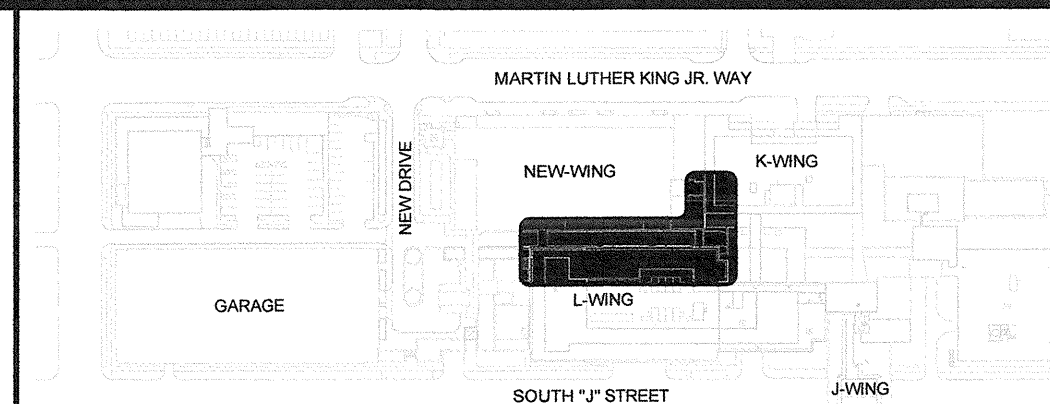 MARTIN LUTHER KING JR. WAY
NEW DRIVE
NEW-WING
K-WING
GARAGE
L-WING
SOUTH "J" STREET
J-WING